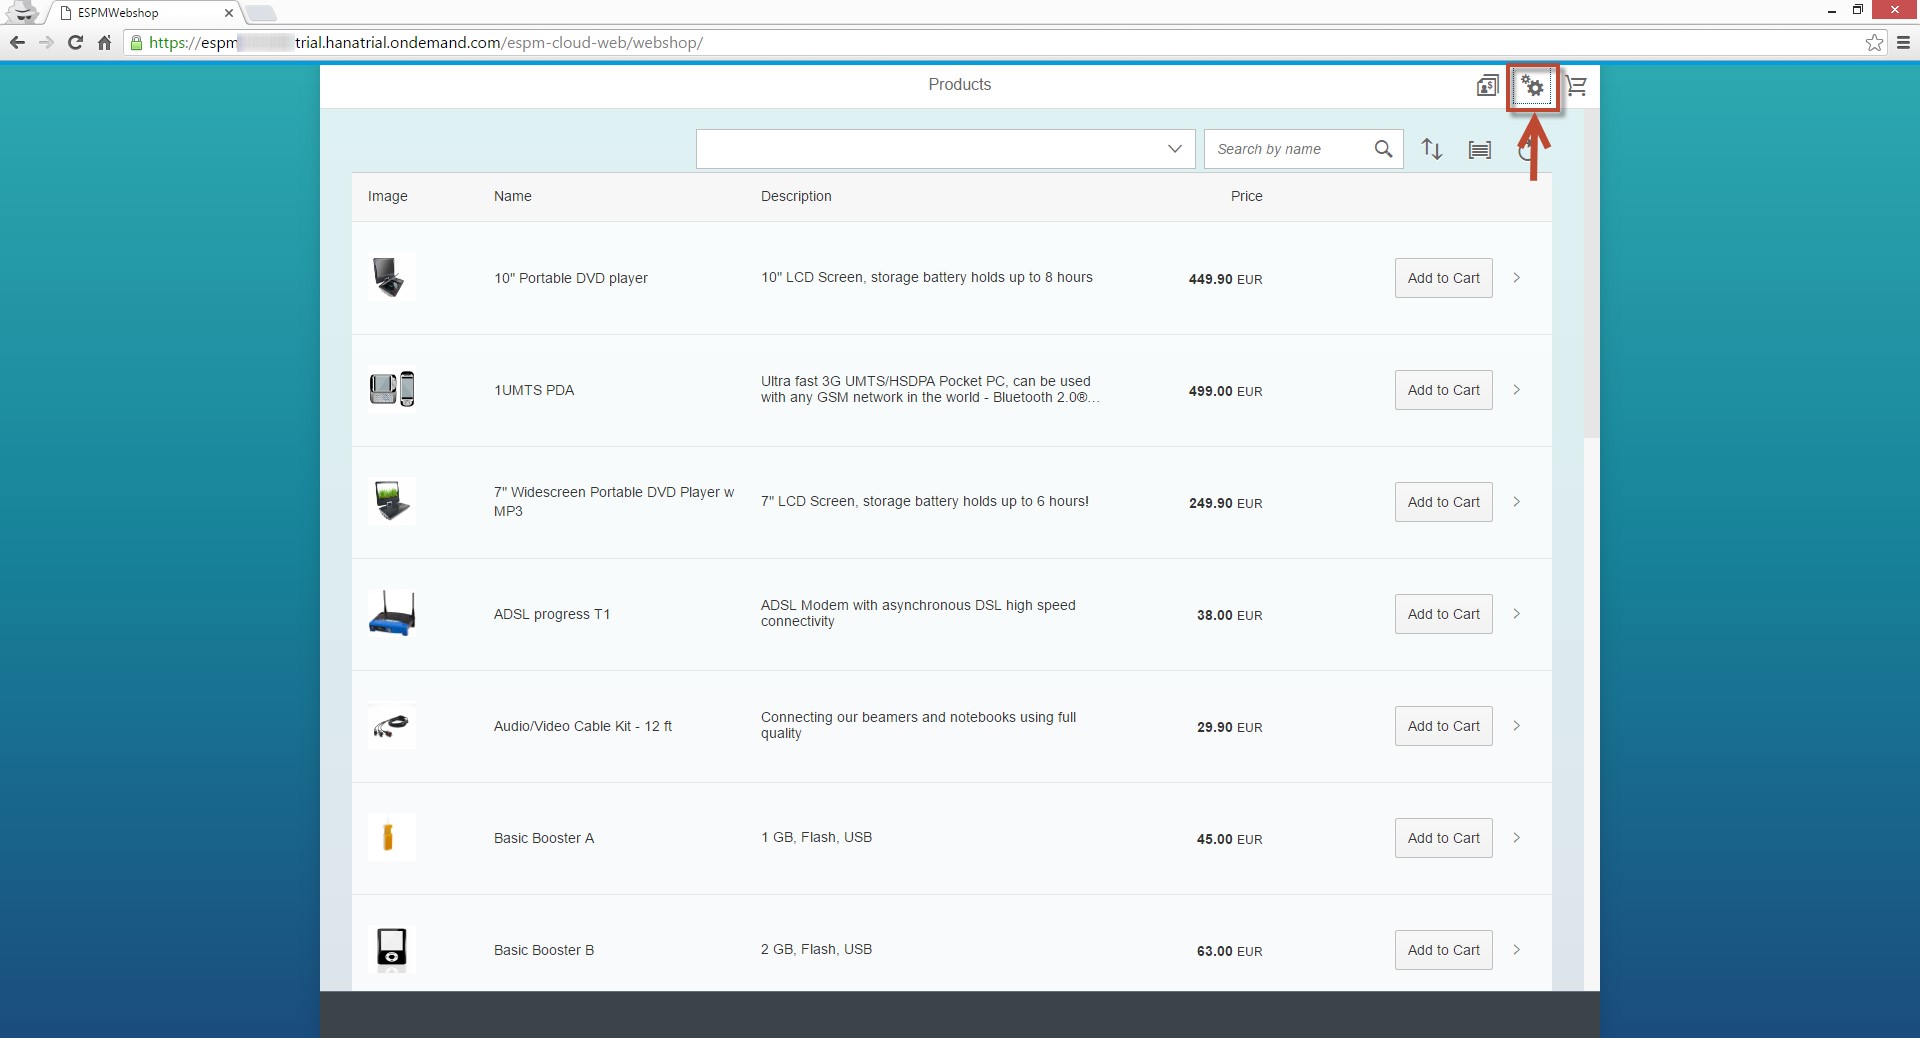 ESPMWebshop
https://espm trial.hanatrial.ondemand.com/espm-cloud-web/webshop/
Products
Search by name
Image Name Description Price
10" Portable DVD player 10" LCD Screen, storage battery holds up to 8 hours 449.90 EUR Add to Cart
1UMTS PDA Ultra fast 3G UMTS/HSDPA Pocket PC, can be used
with any GSM network in the world - Bluetooth 2.0®... 499.00 EUR Add to Cart
7" Widescreen Portable DVD Player w
MP3 7" LCD Screen, storage battery holds up to 6 hours! 249.90 EUR Add to Cart
ADSL progress T1 ADSL Modem with asynchronous DSL high speed
connectivity 38.00 EUR Add to Cart
Audio/Video Cable Kit - 12 ft Connecting our beamers and notebooks using full
quality 29.90 EUR Add to Cart
Basic Booster A 1 GB, Flash, USB 45.00 EUR Add to Cart
Basic Booster B 2 GB, Flash, USB 63.00 EUR Add to Cart